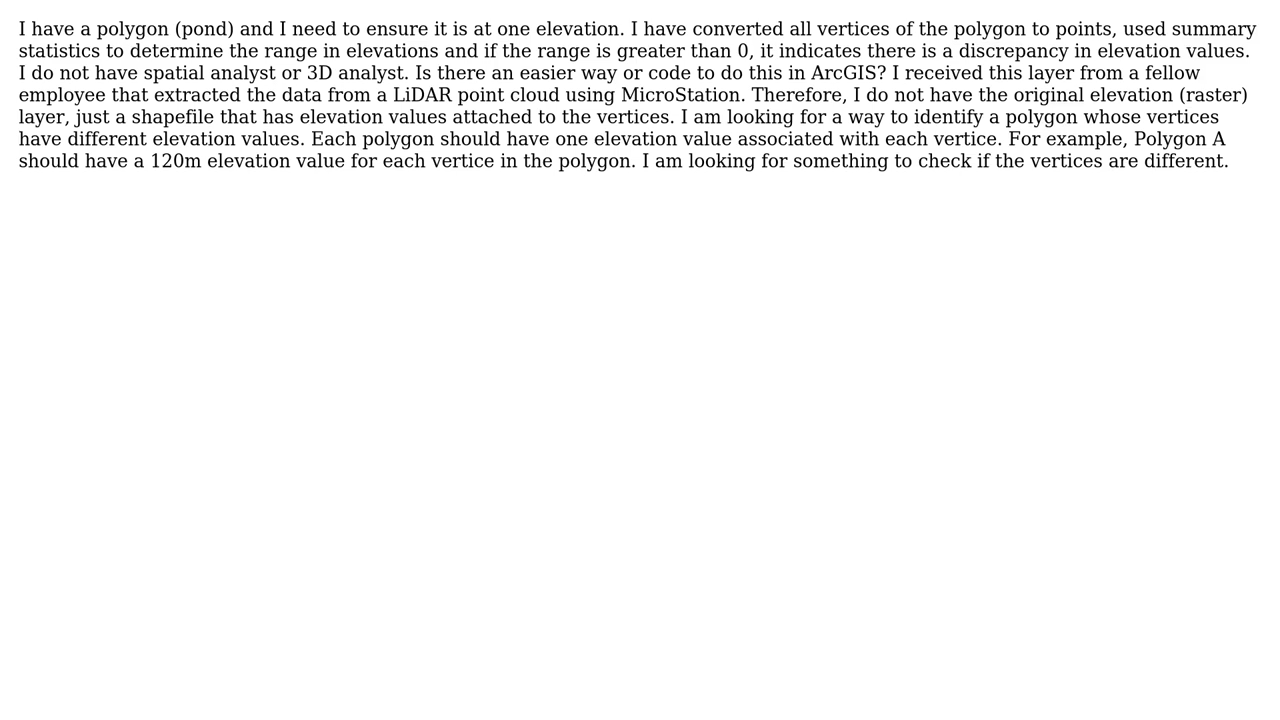 I have a polygon (pond) and I need to ensure it is at one elevation. I have converted all vertices of the polygon to points, used summary
statistics to determine the range in elevations and if the range is greater than 0, it indicates there is a discrepancy in elevation values.
I do not have spatial analyst or 3D analyst. Is there an easier way or code to do this in ArcGIS? I received this layer from a fellow
employee that extracted the data from a LiDAR point cloud using MicroStation. Therefore, I do not have the original elevation (raster)
layer, just a shapefile that has elevation values attached to the vertices. I am looking for a way to identify a polygon whose vertices
have different elevation values. Each polygon should have one elevation value associated with each vertice. For example, Polygon A
should have a 120m elevation value for each vertice in the polygon. I am looking for something to check if the vertices are different.